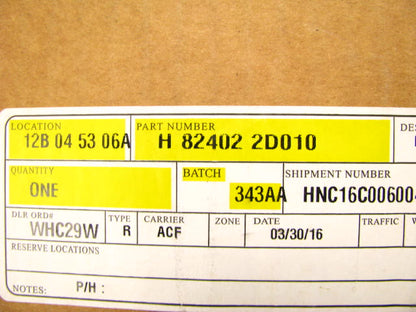 LOCATION PART NUMBER
12B 04 53 06A H 82402 2D010
QUANTITY BATCH SHIPMENT NUMBER
ONE 343AA
DLR ORD# TYPE CARRIER ZONE DATE TRAFFIC
WHC29W R ACF 03/30/16
RESERVE LOCATIONS
NOTES: P/H :